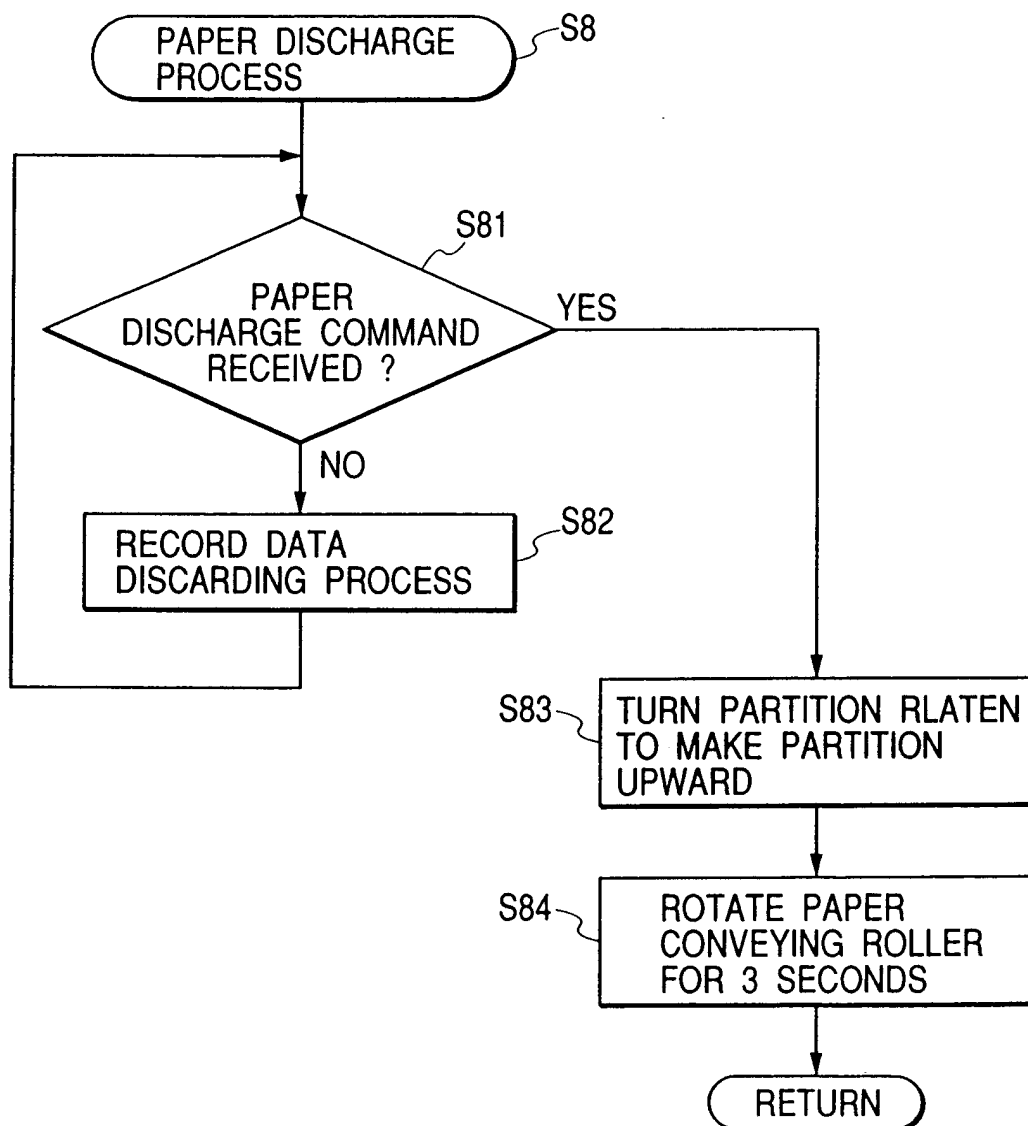 PAPER DISCHARGE
PROCESS
S8
S81
PAPER
DISCHARGE COMMAND
RECEIVED ?
YES
NO
S82
RECORD DATA
DISCARDING PROCESS
S83
TURN PARTITION RLATEN
TO MAKE PARTITION
UPWARD
S84
ROTATE PAPER
CONVEYING ROLLER
FOR 3 SECONDS
RETURN